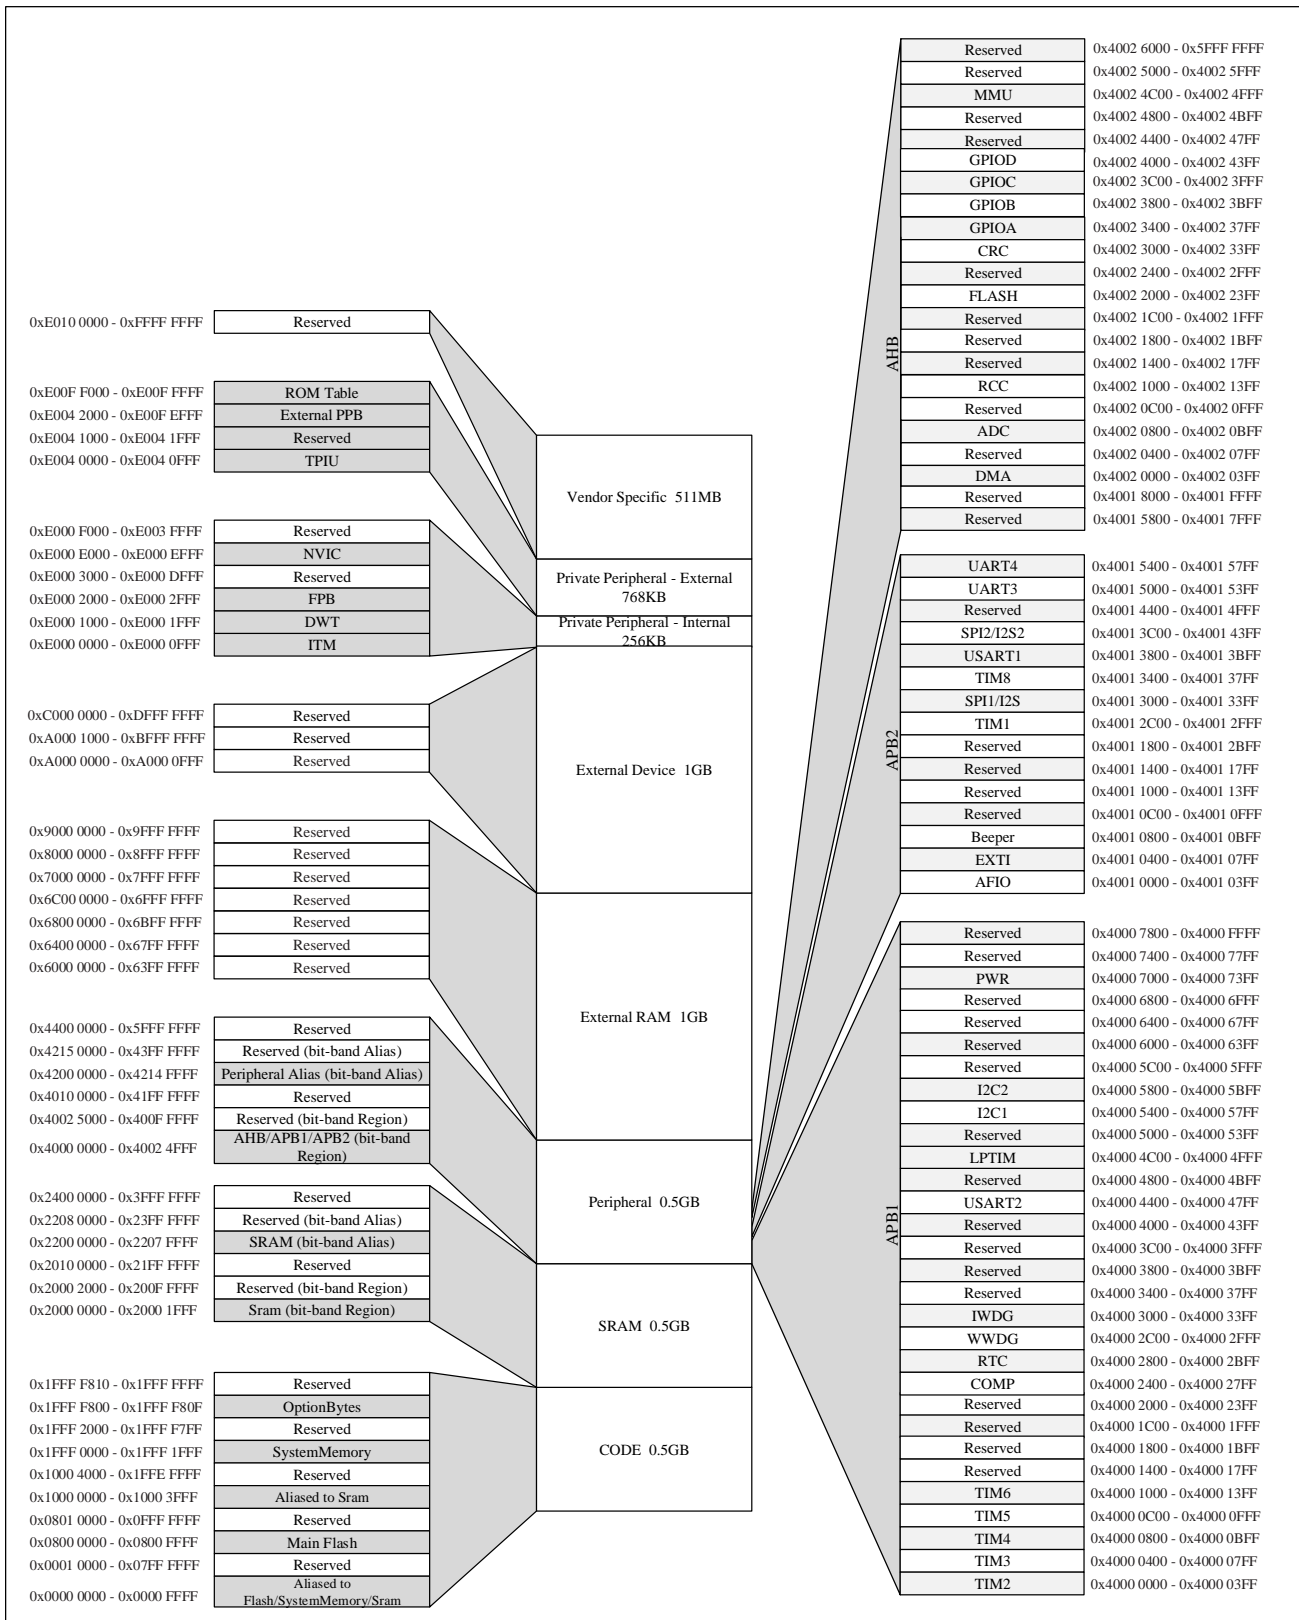 0xE010 0000 - 0xFFFF FFFF Reserved
0xE00F F000 - 0xE00F FFFF ROM Table
0xE004 2000 - 0xE00F EFFF External PPB
0xE004 1000 - 0xE004 1FFF Reserved
0xE004 0000 - 0xE004 0FFF TPIU
0xE000 F000 - 0xE003 FFFF Reserved
0xE000 E000 - 0xE000 EFFF NVIC
0xE000 3000 - 0xE000 DFFF Reserved
0xE000 2000 - 0xE000 2FFF FPB
0xE000 1000 - 0xE000 1FFF DWT
0xE000 0000 - 0xE000 0FFF ITM
0xC000 0000 - 0xDFFF FFFF Reserved
0xA000 1000 - 0xBFFF FFFF Reserved
0xA000 0000 - 0xA000 0FFF Reserved
0x9000 0000 - 0x9FFF FFFF Reserved
0x8000 0000 - 0x8FFF FFFF Reserved
0x7000 0000 - 0x7FFF FFFF Reserved
0x6C00 0000 - 0x6FFF FFFF Reserved
0x6800 0000 - 0x6BFF FFFF Reserved
0x6400 0000 - 0x67FF FFFF Reserved
0x6000 0000 - 0x63FF FFFF Reserved
0x4400 0000 - 0x5FFF FFFF Reserved
0x4215 0000 - 0x43FF FFFF Reserved (bit-band Alias)
0x4200 0000 - 0x4214 FFFF Peripheral Alias (bit-band Alias)
0x4010 0000 - 0x41FF FFFF Reserved
0x4002 5000 - 0x400F FFFF Reserved (bit-band Region)
0x4000 0000 - 0x4002 4FFF AHB/APB1/APB2 (bit-band
Region)
0x2400 0000 - 0x3FFF FFFF Reserved
0x2208 0000 - 0x23FF FFFF Reserved (bit-band Alias)
0x2200 0000 - 0x2207 FFFF SRAM (bit-band Alias)
0x2010 0000 - 0x21FF FFFF Reserved
0x2000 2000 - 0x200F FFFF Reserved (bit-band Region)
0x2000 0000 - 0x2000 1FFF Sram (bit-band Region)
0x1FFF F810 - 0x1FFF FFFF Reserved
0x1FFF F800 - 0x1FFF F80F OptionBytes
0x1FFF 2000 - 0x1FFF F7FF Reserved
0x1FFF 0000 - 0x1FFF 1FFF SystemMemory
0x1000 4000 - 0x1FFE FFFF Reserved
0x1000 0000 - 0x1000 3FFF Aliased to Sram
0x0801 0000 - 0x0FFF FFFF Reserved
0x0800 0000 - 0x0800 FFFF Main Flash
0x0001 0000 - 0x07FF FFFF Reserved
0x0000 0000 - 0x0000 FFFF Aliased to
Flash/SystemMemory/Sram
Vendor Specific 511MB
Private Peripheral - External
768KB
Private Peripheral - Internal
256KB
External Device 1GB
External RAM 1GB
Peripheral 0.5GB
SRAM 0.5GB
CODE 0.5GB
AHB
Reserved 0x4002 6000 - 0x5FFF FFFF
Reserved 0x4002 5000 - 0x4002 5FFF
MMU 0x4002 4C00 - 0x4002 4FFF
Reserved 0x4002 4800 - 0x4002 4BFF
Reserved 0x4002 4400 - 0x4002 47FF
GPIOD 0x4002 4000 - 0x4002 43FF
GPIOC 0x4002 3C00 - 0x4002 3FFF
GPIOB 0x4002 3800 - 0x4002 3BFF
GPIOA 0x4002 3400 - 0x4002 37FF
CRC 0x4002 3000 - 0x4002 33FF
Reserved 0x4002 2400 - 0x4002 2FFF
FLASH 0x4002 2000 - 0x4002 23FF
Reserved 0x4002 1C00 - 0x4002 1FFF
Reserved 0x4002 1800 - 0x4002 1BFF
Reserved 0x4002 1400 - 0x4002 17FF
RCC 0x4002 1000 - 0x4002 13FF
Reserved 0x4002 0C00 - 0x4002 0FFF
ADC 0x4002 0800 - 0x4002 0BFF
Reserved 0x4002 0400 - 0x4002 07FF
DMA 0x4002 0000 - 0x4002 03FF
Reserved 0x4001 8000 - 0x4001 FFFF
Reserved 0x4001 5800 - 0x4001 7FFF
APB2
UART4 0x4001 5400 - 0x4001 57FF
UART3 0x4001 5000 - 0x4001 53FF
Reserved 0x4001 4400 - 0x4001 4FFF
SPI2/I2S2 0x4001 3C00 - 0x4001 43FF
USART1 0x4001 3800 - 0x4001 3BFF
TIM8 0x4001 3400 - 0x4001 37FF
SPI1/I2S 0x4001 3000 - 0x4001 33FF
TIM1 0x4001 2C00 - 0x4001 2FFF
Reserved 0x4001 1800 - 0x4001 2BFF
Reserved 0x4001 1400 - 0x4001 17FF
Reserved 0x4001 1000 - 0x4001 13FF
Reserved 0x4001 0C00 - 0x4001 0FFF
Beeper 0x4001 0800 - 0x4001 0BFF
EXTI 0x4001 0400 - 0x4001 07FF
AFIO 0x4001 0000 - 0x4001 03FF
APB1
Reserved 0x4000 7800 - 0x4000 FFFF
Reserved 0x4000 7400 - 0x4000 77FF
PWR 0x4000 7000 - 0x4000 73FF
Reserved 0x4000 6800 - 0x4000 6FFF
Reserved 0x4000 6400 - 0x4000 67FF
Reserved 0x4000 6000 - 0x4000 63FF
Reserved 0x4000 5C00 - 0x4000 5FFF
I2C2 0x4000 5800 - 0x4000 5BFF
I2C1 0x4000 5400 - 0x4000 57FF
Reserved 0x4000 5000 - 0x4000 53FF
LPTIM 0x4000 4C00 - 0x4000 4FFF
Reserved 0x4000 4800 - 0x4000 4BFF
USART2 0x4000 4400 - 0x4000 47FF
Reserved 0x4000 4000 - 0x4000 43FF
Reserved 0x4000 3C00 - 0x4000 3FFF
Reserved 0x4000 3800 - 0x4000 3BFF
Reserved 0x4000 3400 - 0x4000 37FF
IWDG 0x4000 3000 - 0x4000 33FF
WWDG 0x4000 2C00 - 0x4000 2FFF
RTC 0x4000 2800 - 0x4000 2BFF
COMP 0x4000 2400 - 0x4000 27FF
Reserved 0x4000 2000 - 0x4000 23FF
Reserved 0x4000 1C00 - 0x4000 1FFF
Reserved 0x4000 1800 - 0x4000 1BFF
Reserved 0x4000 1400 - 0x4000 17FF
TIM6 0x4000 1000 - 0x4000 13FF
TIM5 0x4000 0C00 - 0x4000 0FFF
TIM4 0x4000 0800 - 0x4000 0BFF
TIM3 0x4000 0400 - 0x4000 07FF
TIM2 0x4000 0000 - 0x4000 03FF